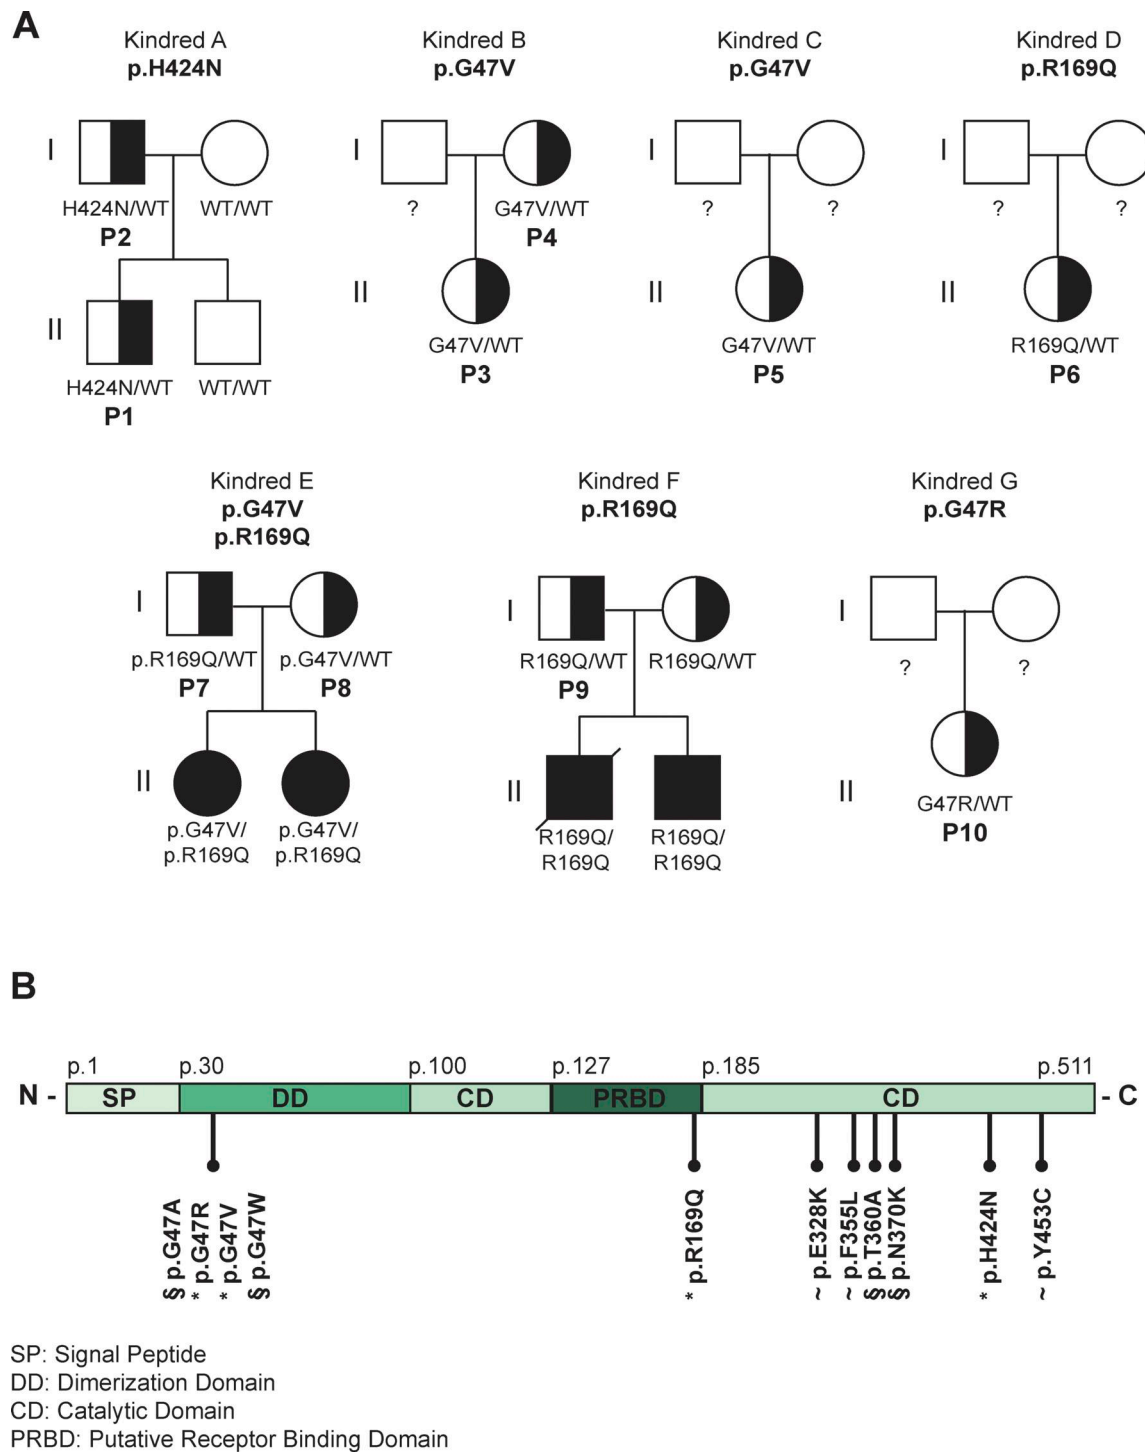 A
Kindred A
p.H424N
Kindred B
p.G47V
Kindred C
p.G47V
Kindred D
p.R169Q
I
H424N/WT
P2
WT/WT
II
H424N/WT
P1
WT/WT
I
?
G47V/WT
P4
II
G47V/WT
P3
I
?
?
II
G47V/WT
P5
I
?
?
II
R169Q/WT
P6
Kindred E
p.G47V
p.R169Q
Kindred F
p.R169Q
Kindred G
p.G47R
I
p.R169Q/WT
P7
p.G47V/WT
P8
II
p.G47V/
p.R169Q
p.G47V/
p.R169Q
I
R169Q/WT
P9
R169Q/WT
II
R169Q/
R169Q
R169Q/
R169Q
I
?
?
II
G47R/WT
P10
B
p.1 p.30 p.100 p.127 p.185 p.511
N - SP DD CD PRBD CD - C
§ p.G47A
* p.G47R
* p.G47V
§ p.G47W
* p.R169Q
~ p.E328K
~ p.F355L
§ p.T360A
§ p.N370K
* p.H424N
~ p.Y453C
SP: Signal Peptide
DD: Dimerization Domain
CD: Catalytic Domain
PRBD: Putative Receptor Binding Domain